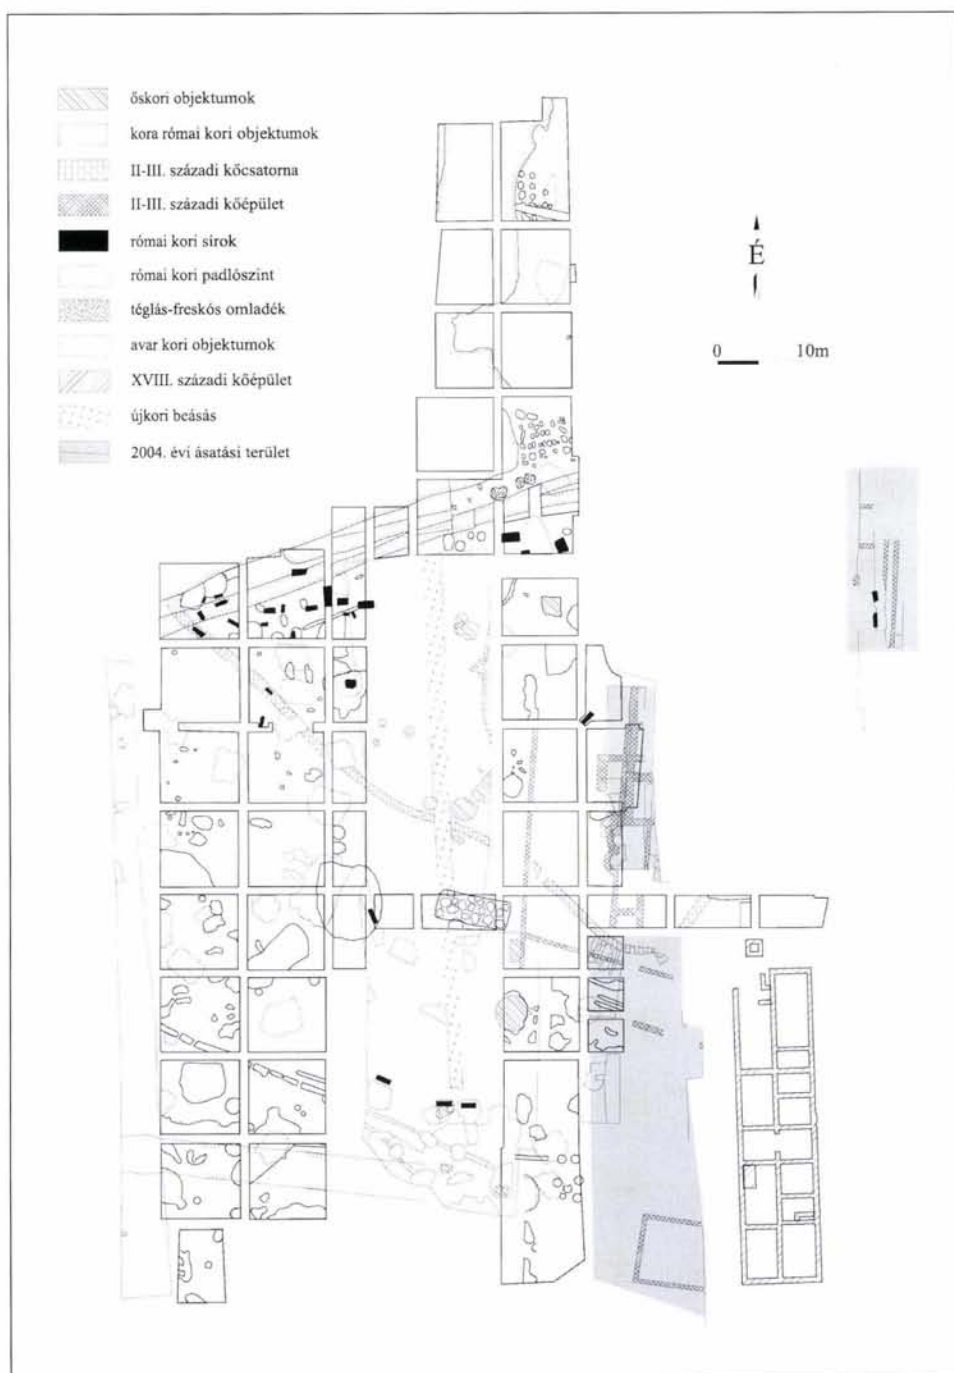 őskori objektumok
kora római kori objektumok
II-III. századi kőcsatorna
II-III. századi kőépület
római kori sírok
római kori padlószint
téglás-freskós omladék
avar kori objektumok
XVIII. századi kőépület
újkori beásás
2004. évi ásatási terület
É
0 10m